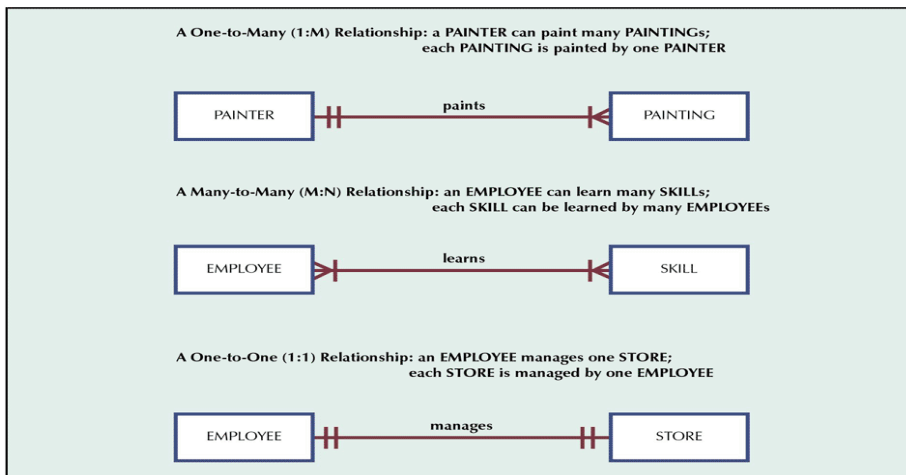 A One-to-Many (1:M) Relationship: a PAINTER can paint many PAINTINGs;
each PAINTING is painted by one PAINTER
PAINTER
paints
PAINTING
A Many-to-Many (M:N) Relationship: an EMPLOYEE can learn many SKILLs;
each SKILL can be learned by many EMPLOYEEs
EMPLOYEE
learns
SKILL
A One-to-One (1:1) Relationship: an EMPLOYEE manages one STORE;
each STORE is managed by one EMPLOYEE
EMPLOYEE
manages
STORE